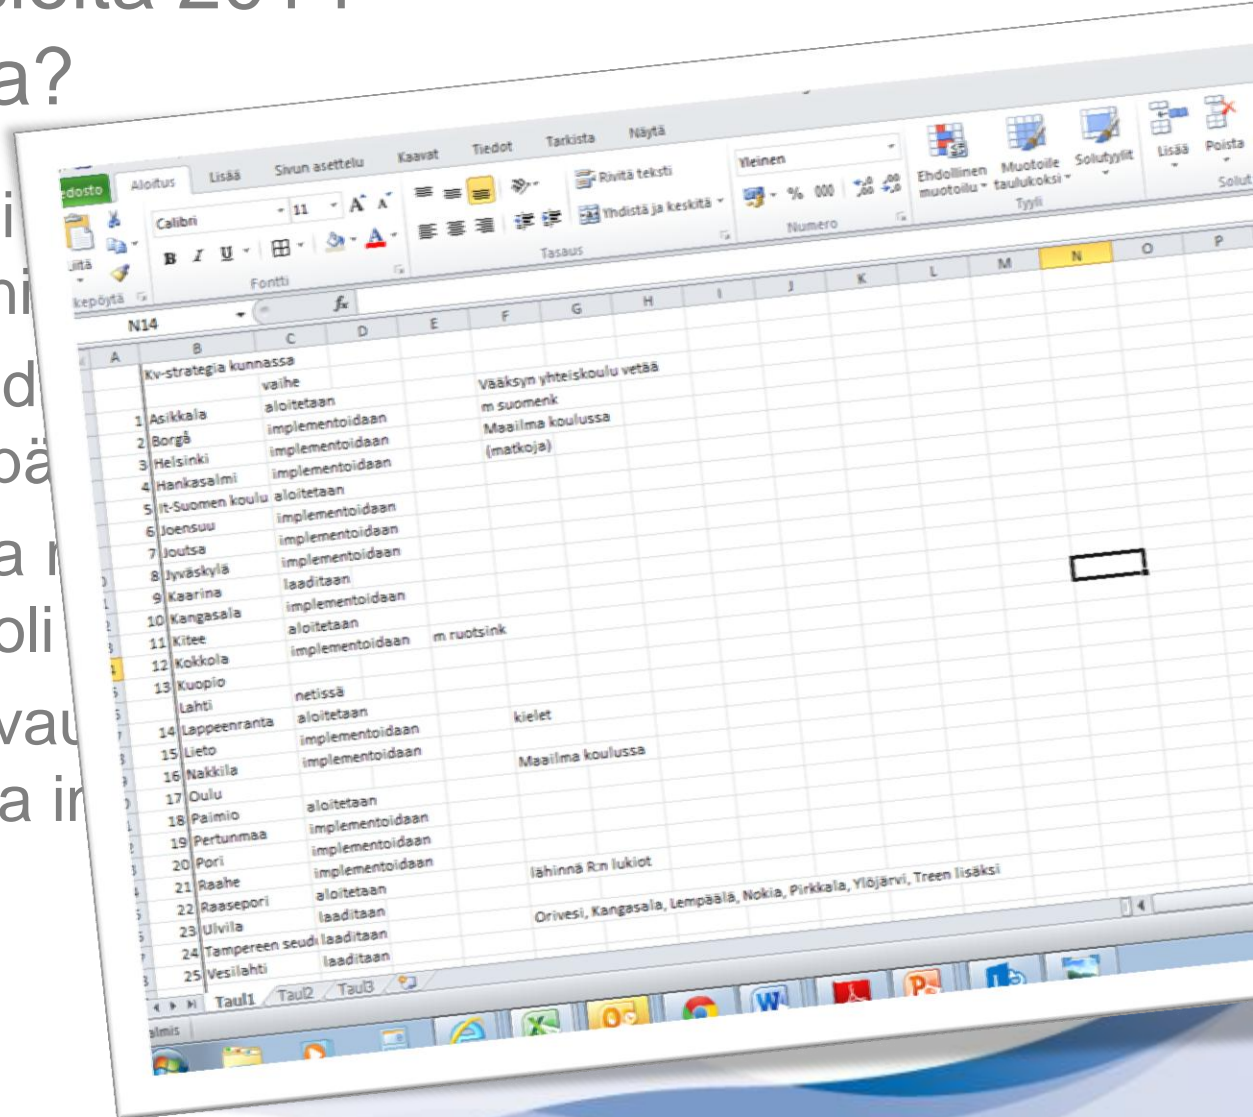 2014
a?
edosto Aloitus Lisää Sivun asettelu Kaavat Tiedot Tarkista Näytä
Calibri 11 A A Rivitä teksti Yleinen
B I U A Yhdistä ja keskitä % 000
Ehdollinen muotoilu Muotoile taulukoksi Solutyylit Lisää Poista
kepöytä Fontti Tasaus Numero Tyyli Solut
N14 fx
A B C D E F G H I J K L M N O P
Kv-strategia kunnassa
vaihe
1 Asikkala aloitetaan Vääksyn yhteiskoulu vetää
2 Borgå implementoidaan m suomenk
3 Helsinki implementoidaan Maailma koulussa
4 Hankasalmi implementoidaan (matkoja)
5 It-Suomen koulu aloitetaan
6 Joensuu implementoidaan
7 Joutsa implementoidaan
8 Jyväskylä implementoidaan
9 Kaarina laaditaan
10 Kangasala implementoidaan
11 Kitee aloitetaan
12 Kokkola implementoidaan m ruotsink
13 Kuopio
Lahti netissä
14 Lappeenranta aloitetaan
15 Lieto implementoidaan kielet
16 Nakkila implementoidaan
17 Oulu Maailma koulussa
18 Paimio aloitetaan
19 Pertunmaa implementoidaan
20 Pori implementoidaan
21 Raahe implementoidaan
22 Raasepori aloitetaan lähinnä R:n lukiot
23 Ulvila laaditaan
24 Tampereen seudu laaditaan Orivesi, Kangasala, Lempäälä, Nokia, Pirkkala, Ylöjärvi, Treen lisäksi
25 Vesilahti laaditaan
Taul1 Taul2 Taul3
almis